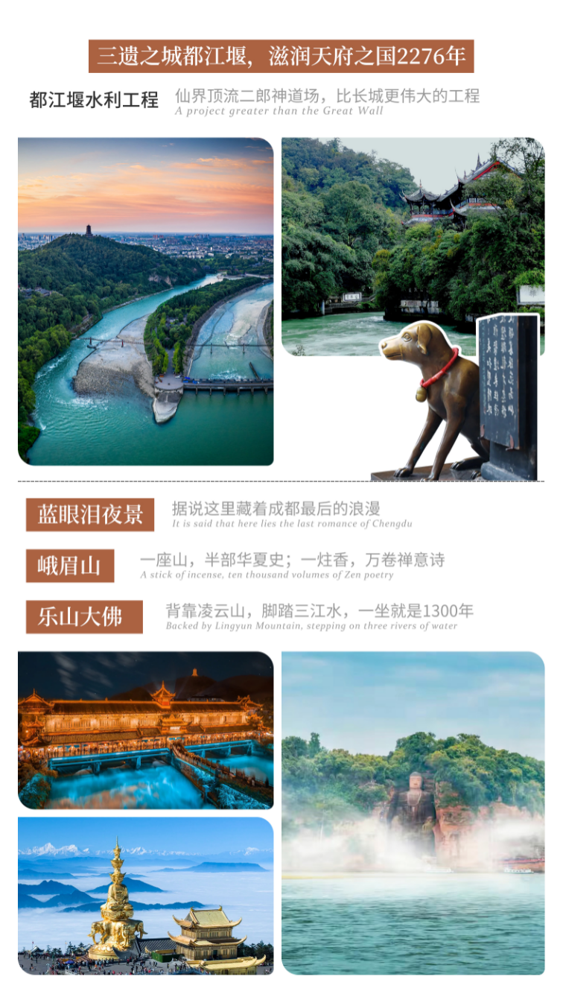 三遗之城都江堰，滋润天府之国2276年
都江堰水利工程
仙界顶流二郎神道场，比长城更伟大的工程
A project greater than the Great Wall
蓝眼泪夜景
据说这里藏着成都最后的浪漫
It is said that here lies the last romance of Chengdu
峨眉山
一座山，半部华夏史；一炷香，万卷禅意诗
A stick of incense, ten thousand volumes of Zen poetry
乐山大佛
背靠凌云山，脚踏三江水，一坐就是1300年
Backed by Lingyun Mountain, stepping on three rivers of water